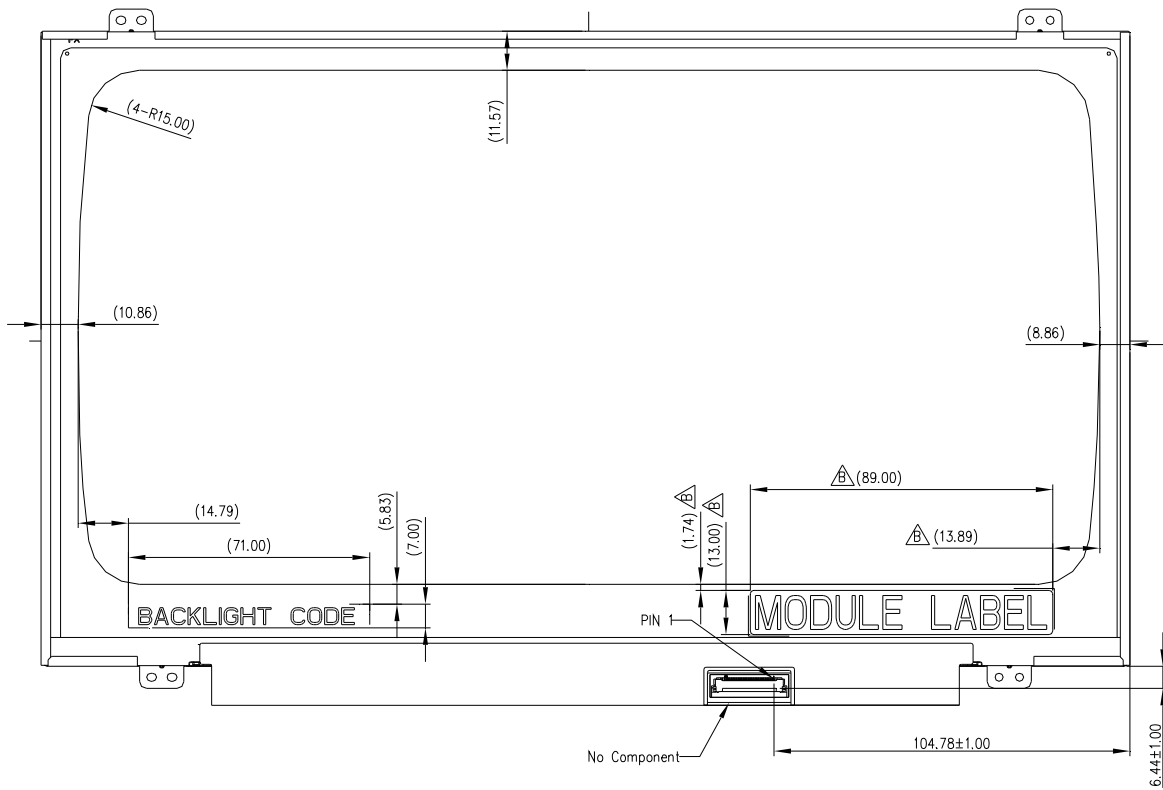 (4-R15.00)
(11.57)
(10.86)
(8.86)
B (89.00)
(14.79)
(5.83)
(1.74) B
(71.00)
(7.00)
(13.00) B
B (13.89)
BACKLIGHT CODE
MODULE LABEL
PIN 1
104.78±1.00
No Component
6.44±1.00